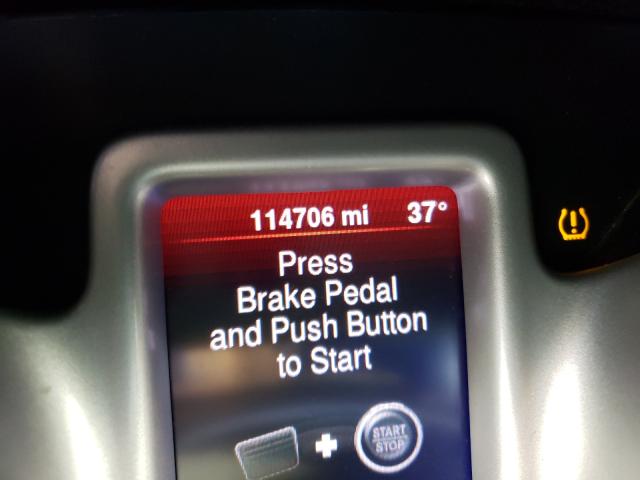 114706 mi 37°
Press
Brake Pedal
and Push Button
to Start
START
STOP